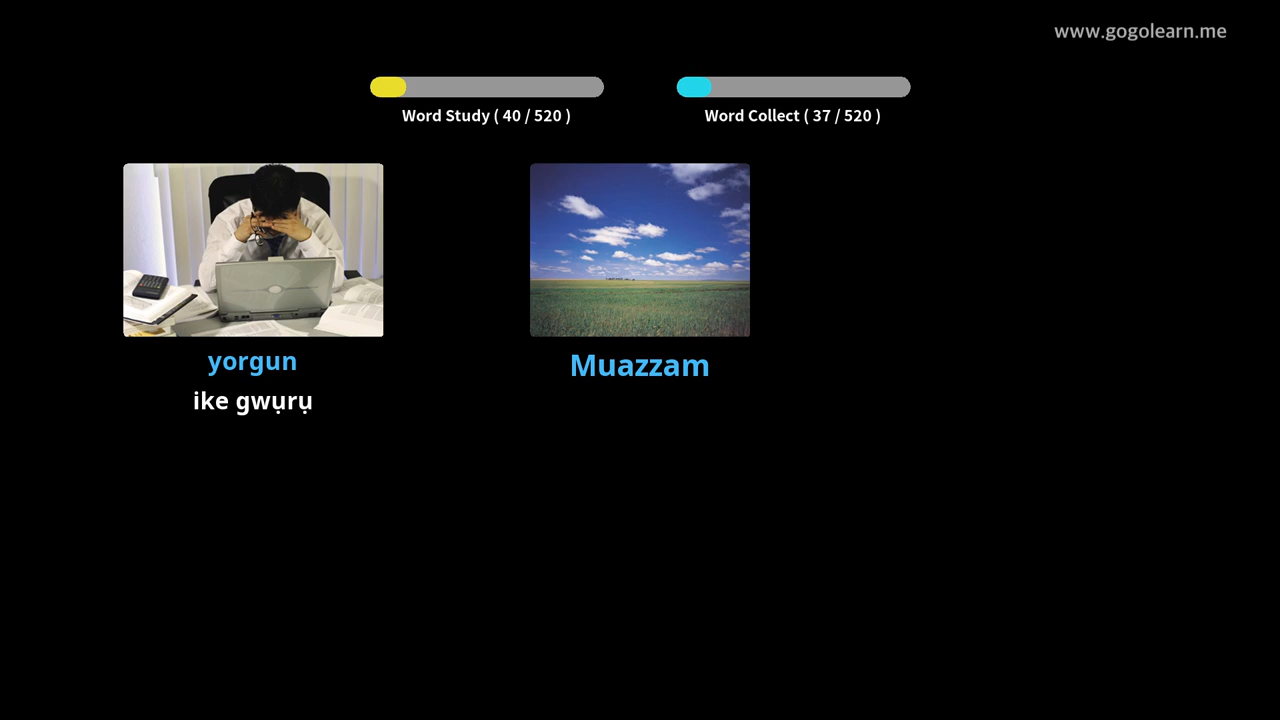 www.gogolearn.me
Word Study ( 40 / 520 )
Word Collect ( 37 / 520 )
yorgun
ike gwụrụ
Muazzam